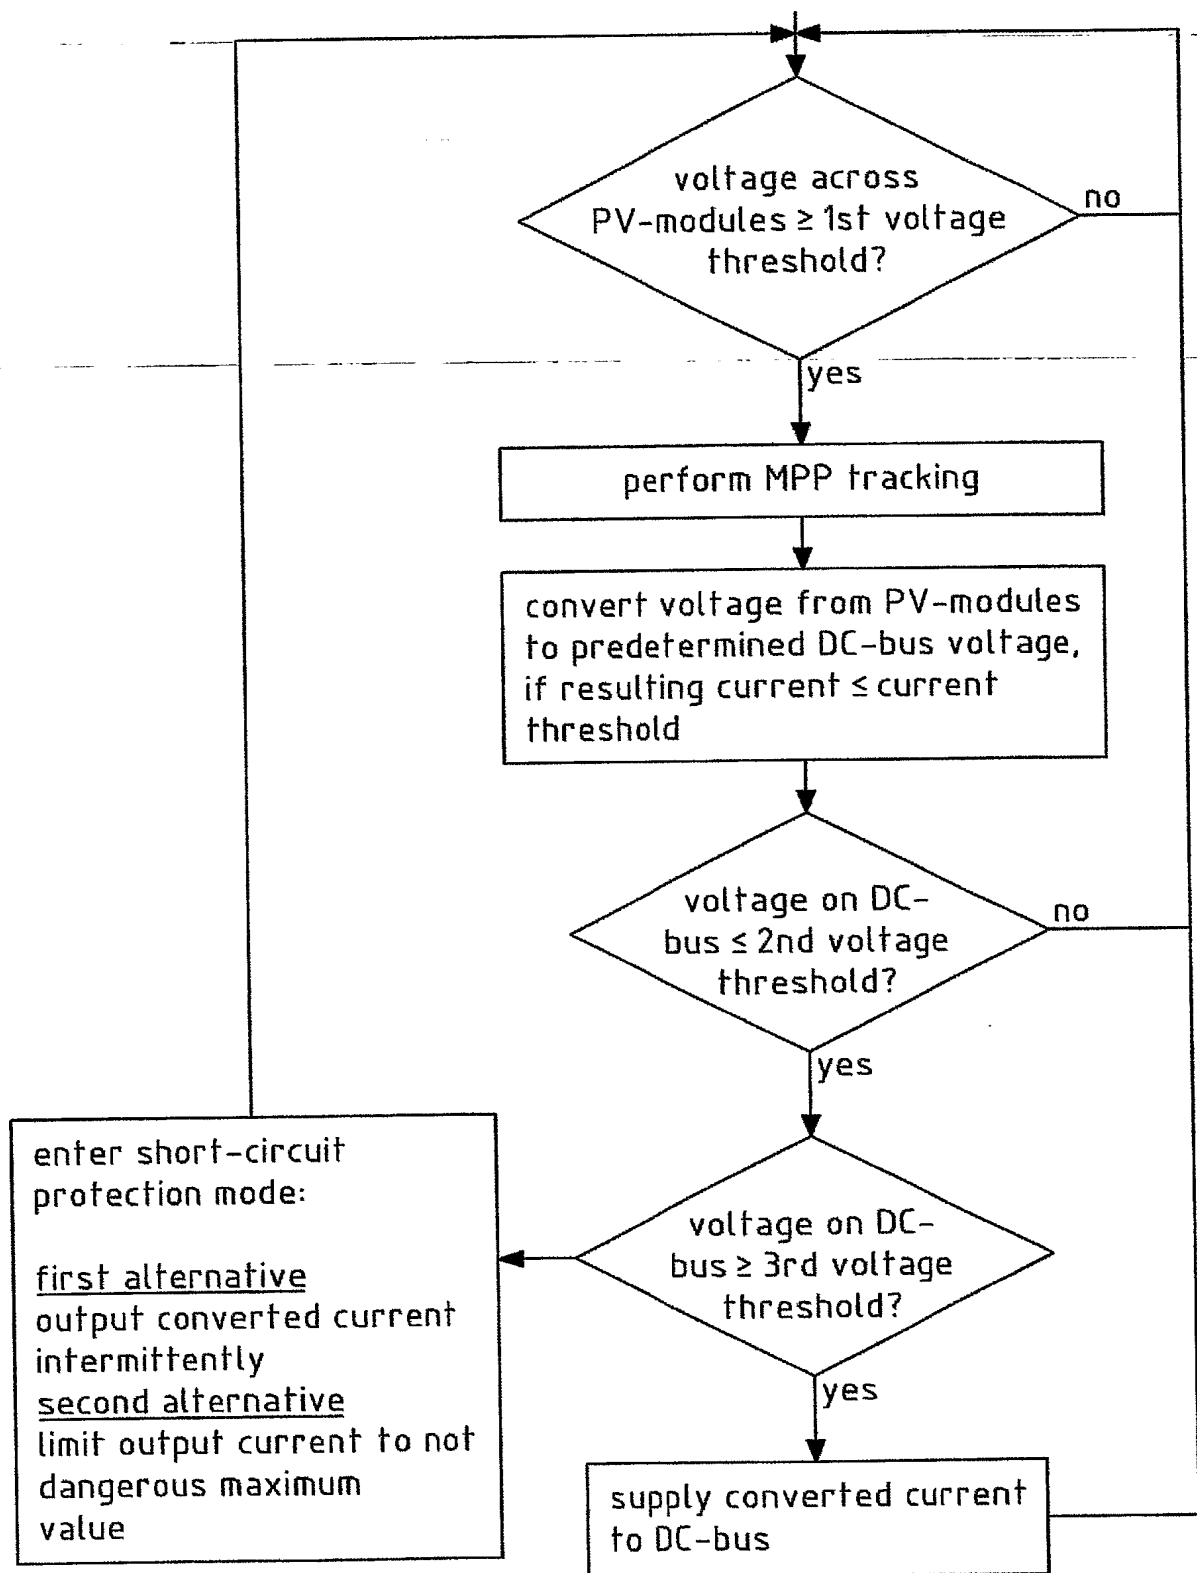 voltage across
PV-modules ≥ 1st voltage
threshold?
no
yes
perform MPP tracking
convert voltage from PV-modules
to predetermined DC-bus voltage,
if resulting current ≤ current
threshold
voltage on DC-
bus ≤ 2nd voltage
threshold?
no
yes
voltage on DC-
bus ≥ 3rd voltage
threshold?
yes
enter short-circuit
protection mode:
first alternative
output converted current
intermittently
second alternative
limit output current to not
dangerous maximum
value
supply converted current
to DC-bus